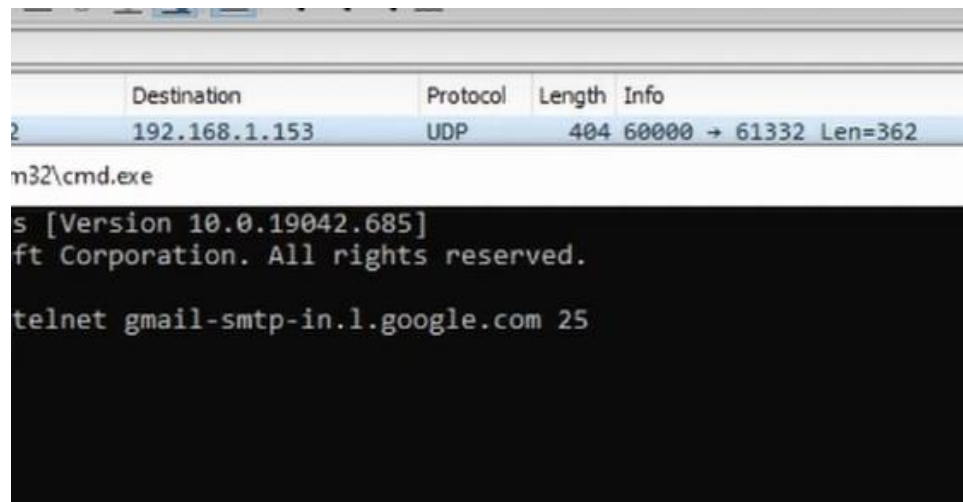 Destination Protocol Length Info
2 192.168.1.153 UDP 404 60000 → 61332 Len=362
m32\cmd.exe
s [Version 10.0.19042.685]
ft Corporation. All rights reserved.
telnet gmail-smtp-in.l.google.com 25